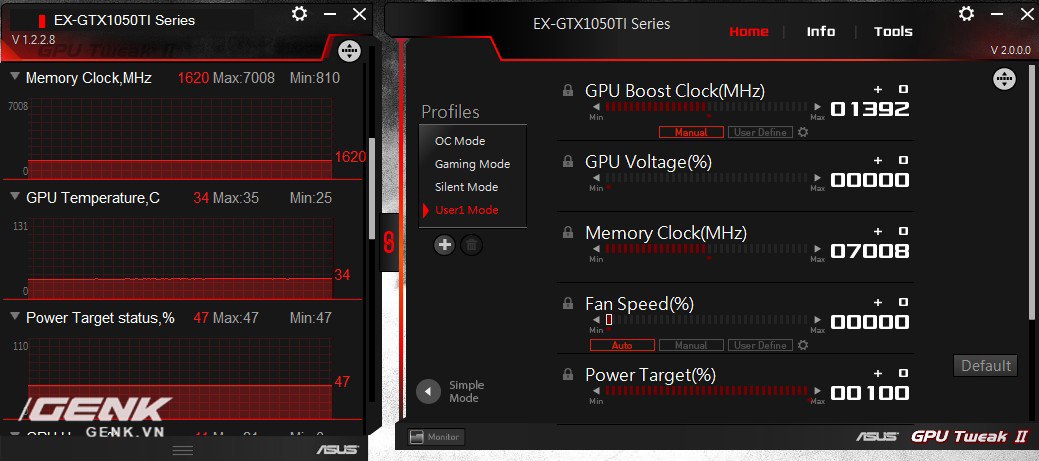 EX-GTX1050TI Series
V 1.2.2.8
GPU Tweak II
Memory Clock,MHz 1620 Max:7008 Min:810
7008
1620
0
GPU Temperature,C 34 Max:35 Min:25
131
34
0
Power Target status,% 47 Max:47 Min:47
110
47
GENK
GENK.VN
ASUS
EX-GTX1050TI Series
Home
Info
Tools
V 2.0.0.0
Profiles
OC Mode
Gaming Mode
Silent Mode
User1 Mode
Simple
Mode
GPU Boost Clock(MHz) + 0
Min Max 01392
Manual User Define
GPU Voltage(%) + 0
Min Max 00000
Memory Clock(MHz) + 0
Min Max 07008
Fan Speed(%) + 0
Min Max 00000
Auto Manual User Define
Power Target(%) + 0
Min Max 00100
Default
Monitor
ASUS GPU Tweak II